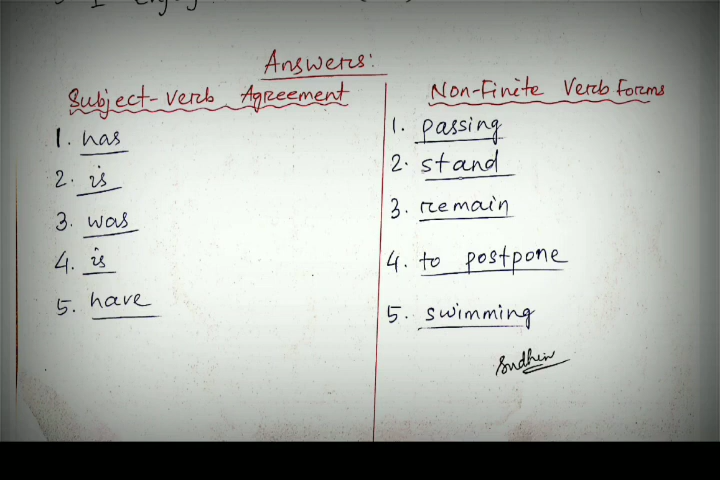 Answers:
Subject-Verb Agreement
1. has
2. is
3. was
4. is
5. have
Non-Finite Verb Forms
1. passing
2. stand
3. remain
4. to postpone
5. swimming
Sudhir